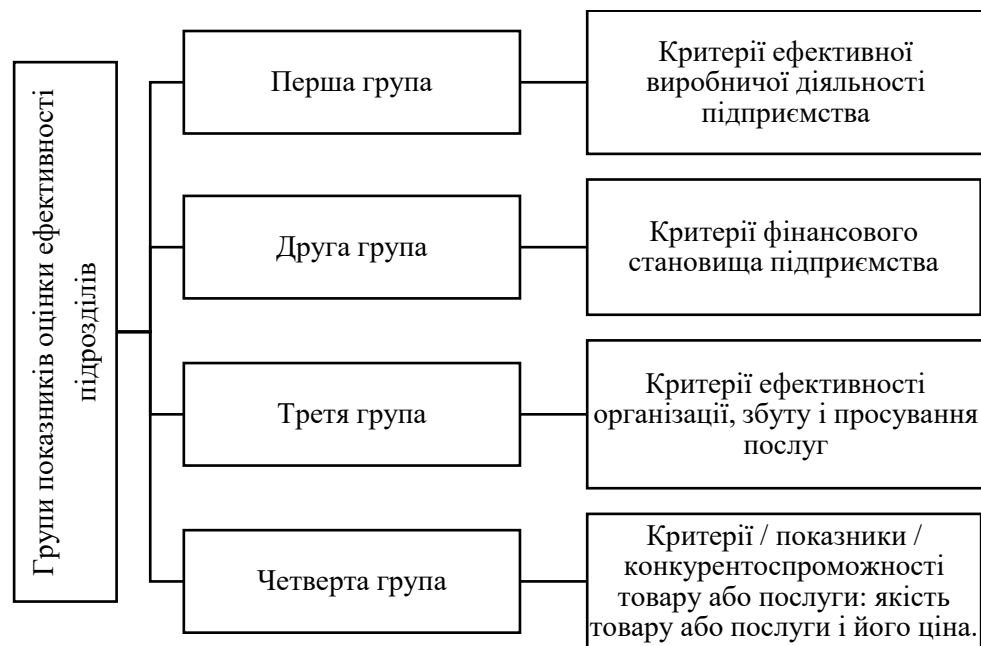 Групи показників оцінки ефективності
підрозділів
Перша група
Критерії ефективної
виробничої діяльності
підприємства
Друга група
Критерії фінансового
становища підприємства
Третя група
Критерії ефективності
організації, збуту і просування
послуг
Четверта група
Критерії / показники /
конкурентоспроможності
товару або послуги: якість
товару або послуги і його ціна.